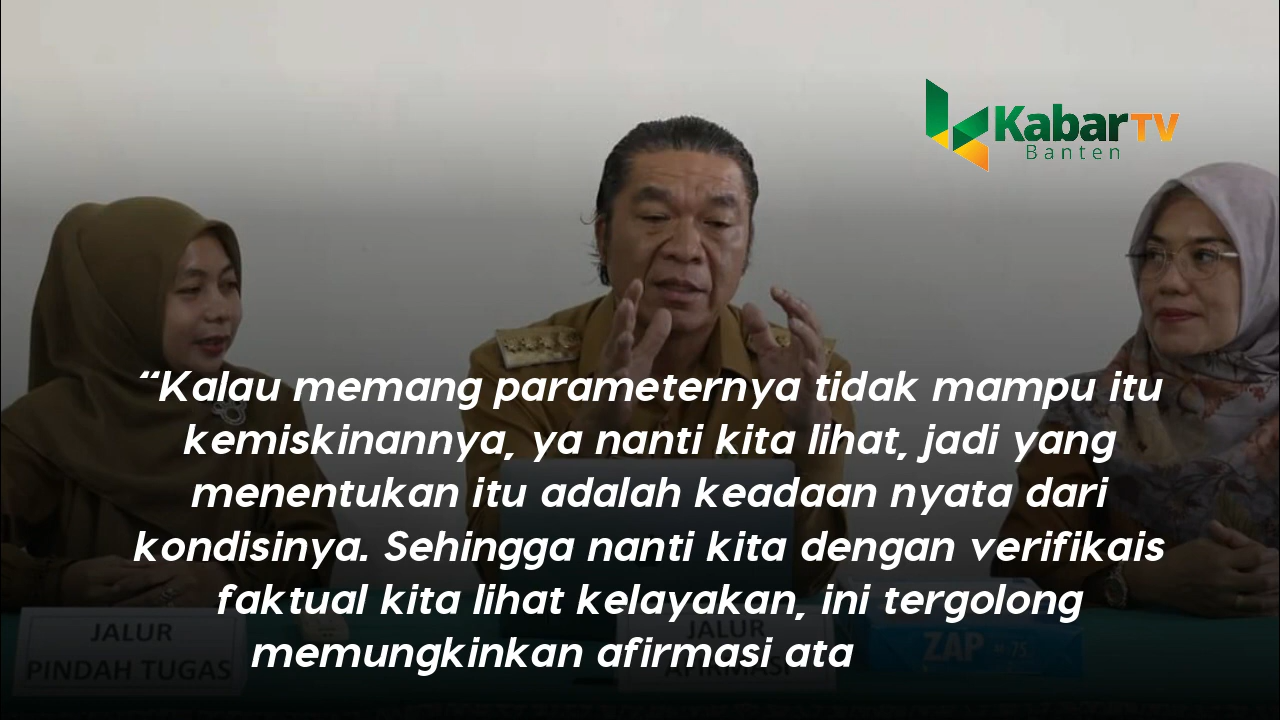 KabarTV
Banten
“Kalau memang parameternya tidak mampu itu
kemiskinannya, ya nanti kita lihat, jadi yang
menentukan itu adalah keadaan nyata dari
kondisinya. Sehingga nanti kita dengan verifikais
faktual kita lihat kelayakan, ini tergolong
memungkinkan afirmasi ata
JALUR
PINDAH TUGAS
JALUR
AFIRMASI
ZAP